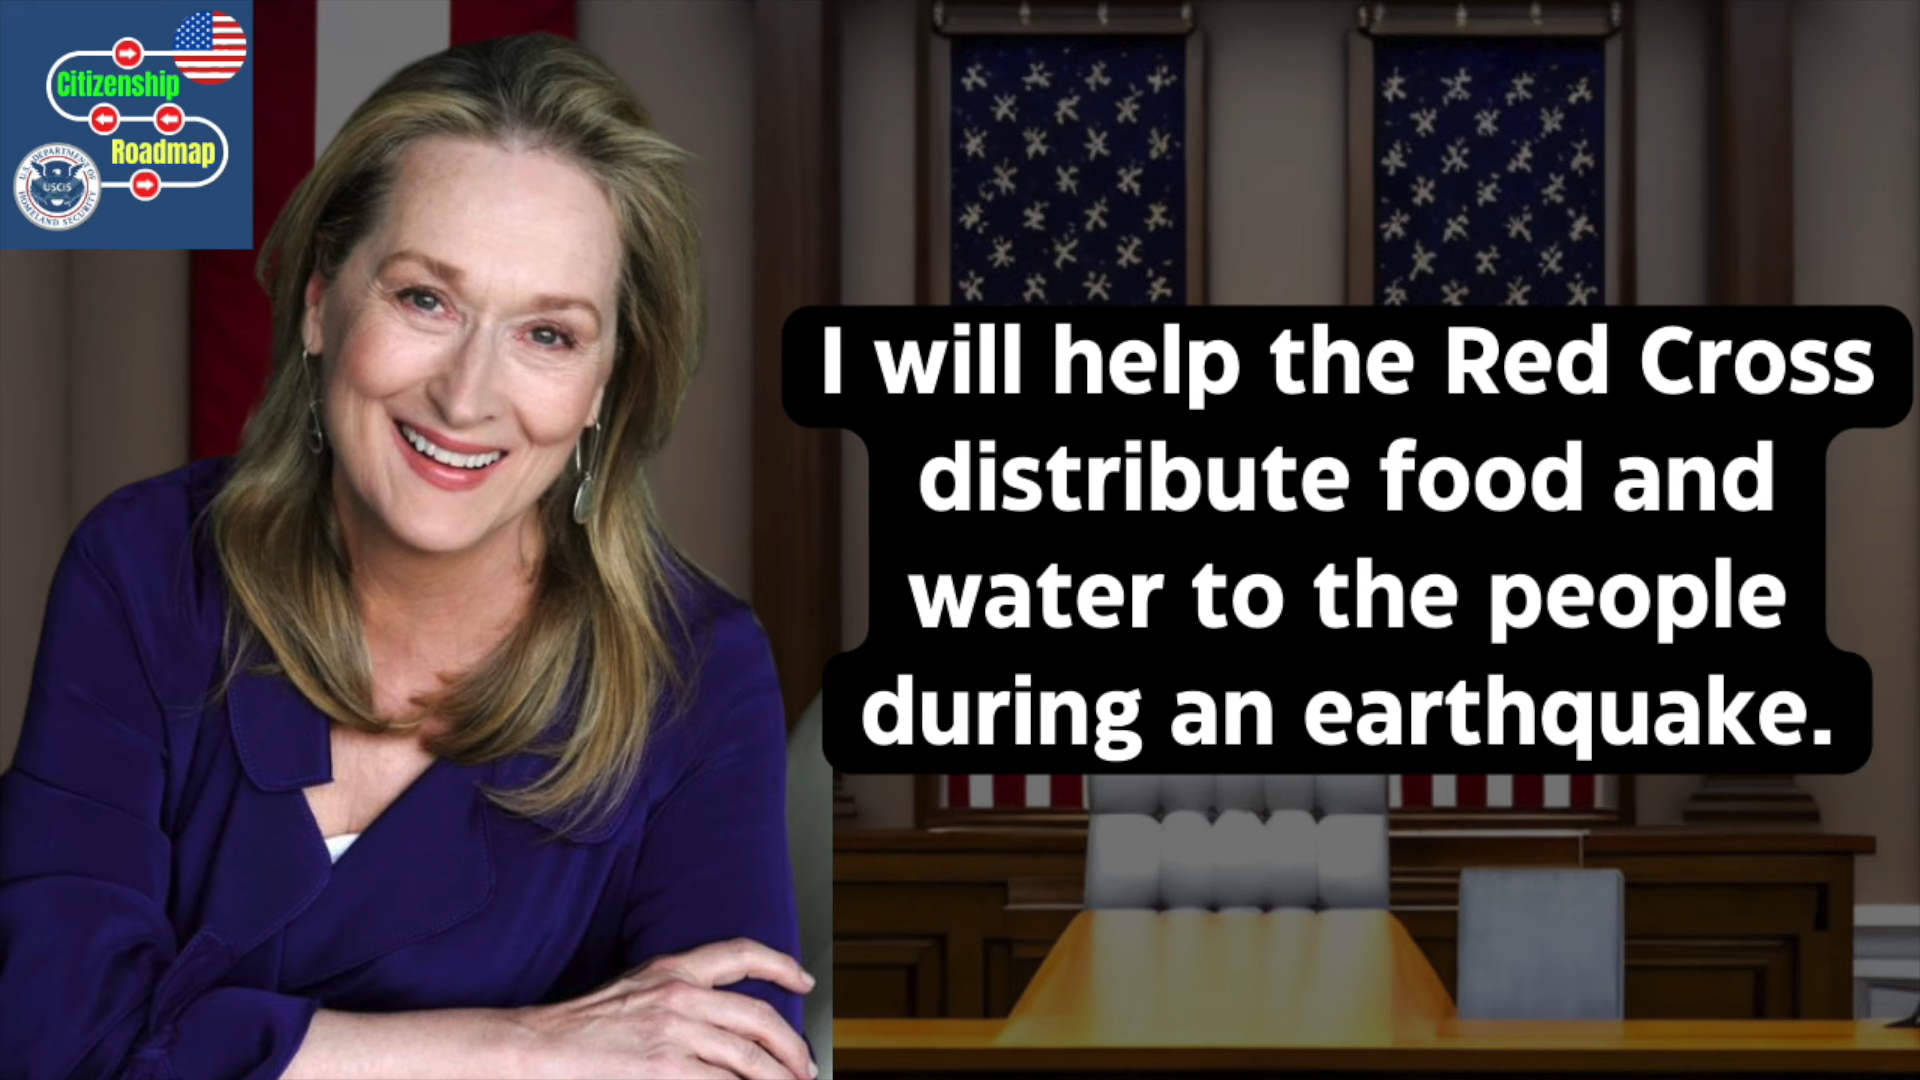 Citizenship
Roadmap
U.S. DEPARTMENT OF
USCIS
HOMELAND SECURITY
I will help the Red Cross
distribute food and
water to the people
during an earthquake.